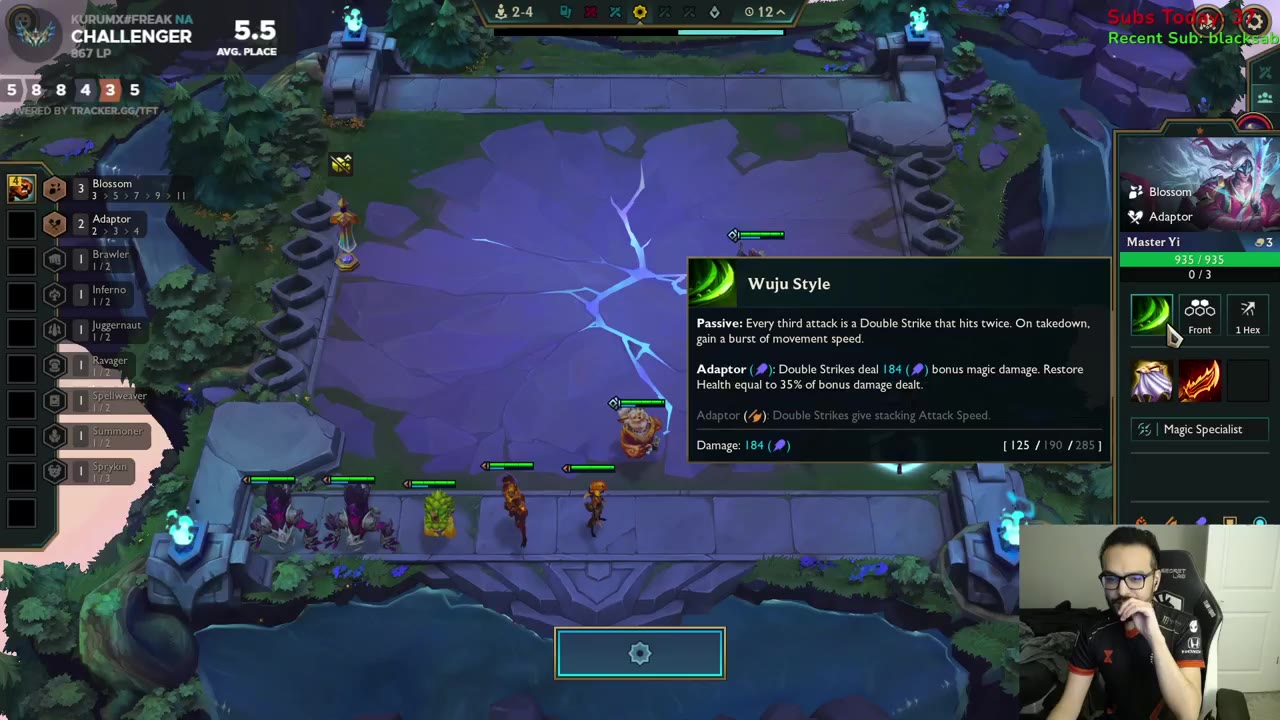 KURUMX#FREAK NA
CHALLENGER
867 LP
5.5
AVG. PLACE
5 8 8 4 3 5
WERED BY TRACKER.GG/TFT
2-4
12
Subs Today: 37
Recent Sub: blacksab
4
3 Blossom
3 > 5 > 7 > 9 > 11
2 Adaptor
2 > 3 > 4
1 Brawler
1 / 2
1 Inferno
1 / 2
1 Juggernaut
1 / 2
1 Ravager
1 / 2
1 Spellweaver
1 / 2
1 Summoner
1 / 2
1 Sprykin
1 / 3
Wuju Style
Passive: Every third attack is a Double Strike that hits twice. On takedown,
gain a burst of movement speed.
Adaptor ( ): Double Strikes deal 184 ( ) bonus magic damage. Restore
Health equal to 35% of bonus damage dealt.
Adaptor ( ): Double Strikes give stacking Attack Speed.
Damage: 184 ( )
[ 125 / 190 / 285 ]
Blossom
Adaptor
Master Yi
3
935 / 935
0 / 3
Front
1 Hex
Magic Specialist